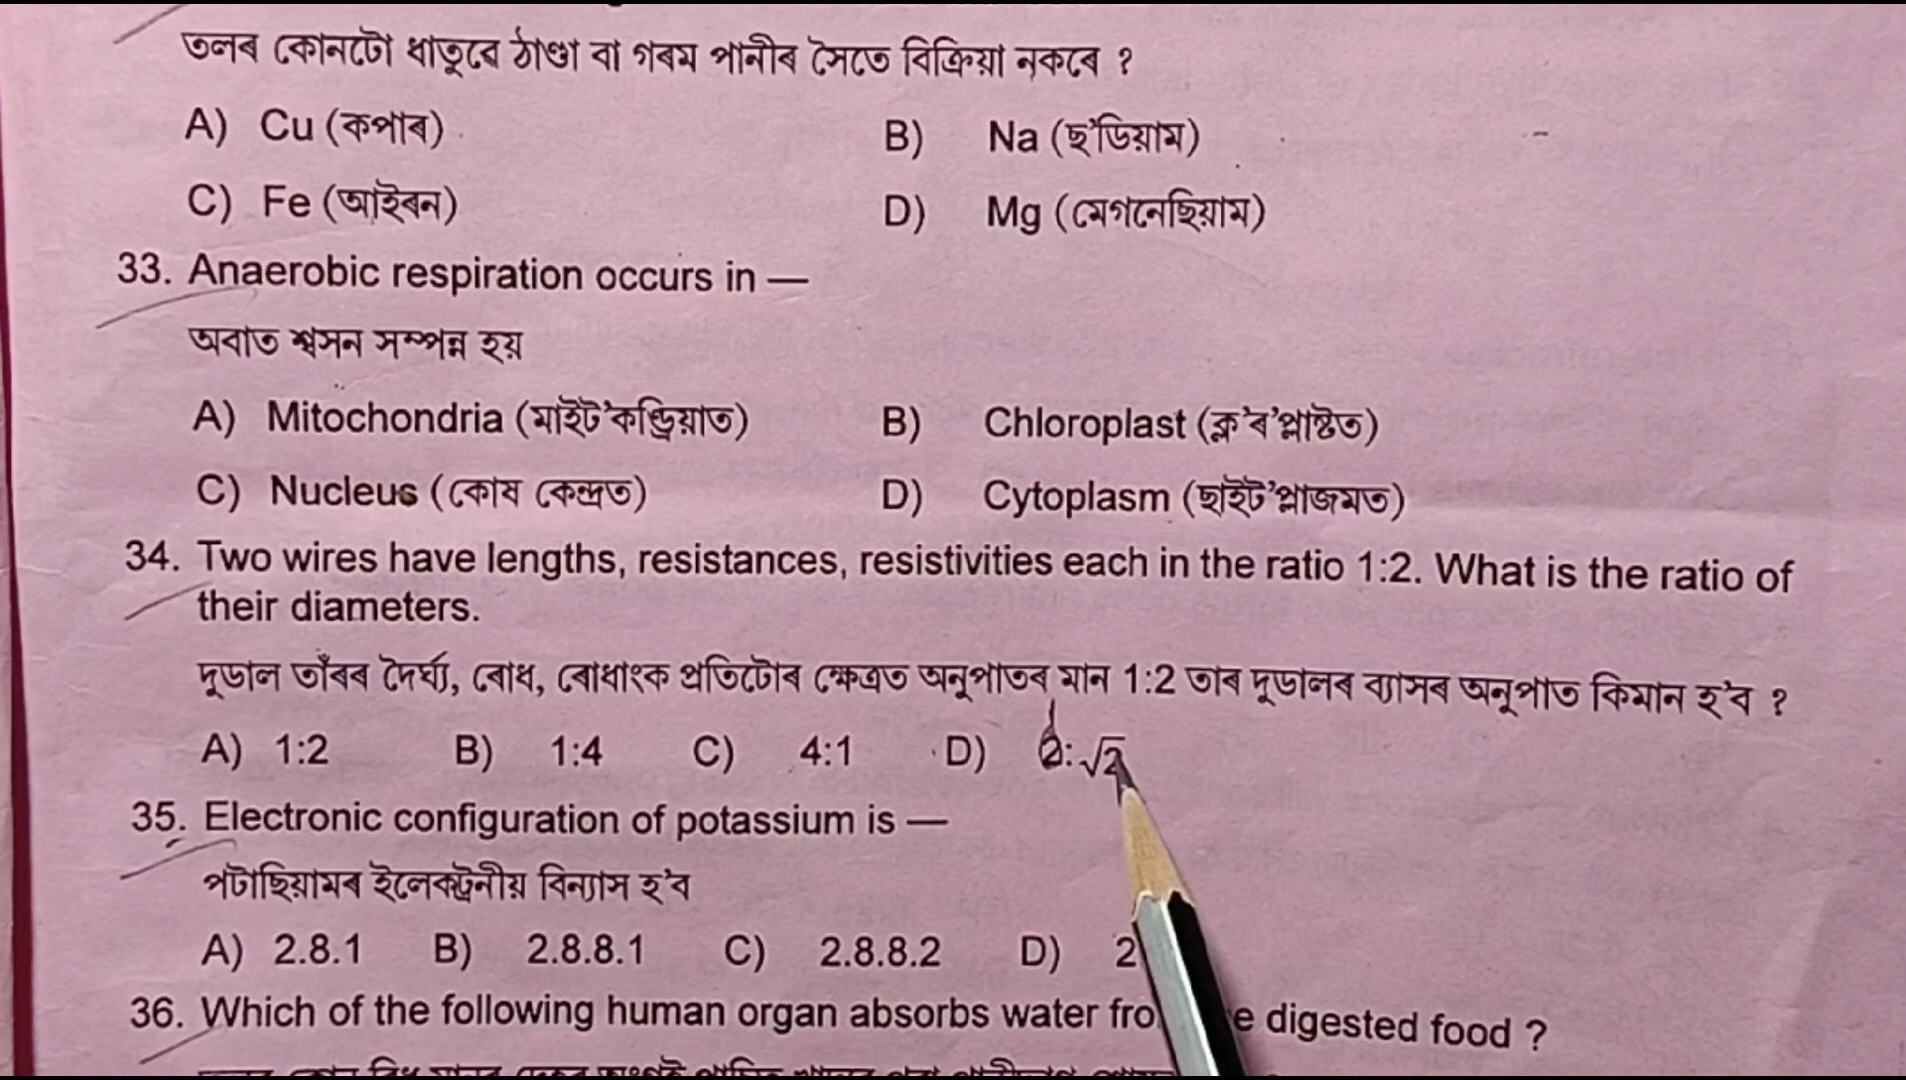 তলৰ কোনটো ধাতুৱে ঠাণ্ডা বা গৰম পানীৰ সৈতে বিক্ৰিয়া নকৰে ?
A) Cu (কপাৰ)
B) Na (ছ'ডিয়াম)
C) Fe (আইৰন)
D) Mg (মেগনেছিয়াম)
33. Anaerobic respiration occurs in —
অবাত শ্বসন সম্পন্ন হয়
A) Mitochondria (মাইট'কণ্ড্ৰিয়াত)
B) Chloroplast (ক্ল'ৰ'প্লাষ্টত)
C) Nucleus (কোষ কেন্দ্ৰত)
D) Cytoplasm (ছাইট'প্লাজমত)
34. Two wires have lengths, resistances, resistivities each in the ratio 1:2. What is the ratio of
their diameters.
দুডাল তাঁৰৰ দৈৰ্ঘ্য, ৰোধ, ৰোধাংক প্ৰতিটোৰ ক্ষেত্ৰত অনুপাতৰ মান 1:2 তাৰ দুডালৰ ব্যাসৰ অনুপাত কিমান হ'ব ?
A) 1:2 B) 1:4 C) 4:1 D) :√2
35. Electronic configuration of potassium is —
পটাছিয়ামৰ ইলেকট্ৰনীয় বিন্যাস হ'ব
A) 2.8.1 B) 2.8.8.1 C) 2.8.8.2 D) 2
36. Which of the following human organ absorbs water digested food ?